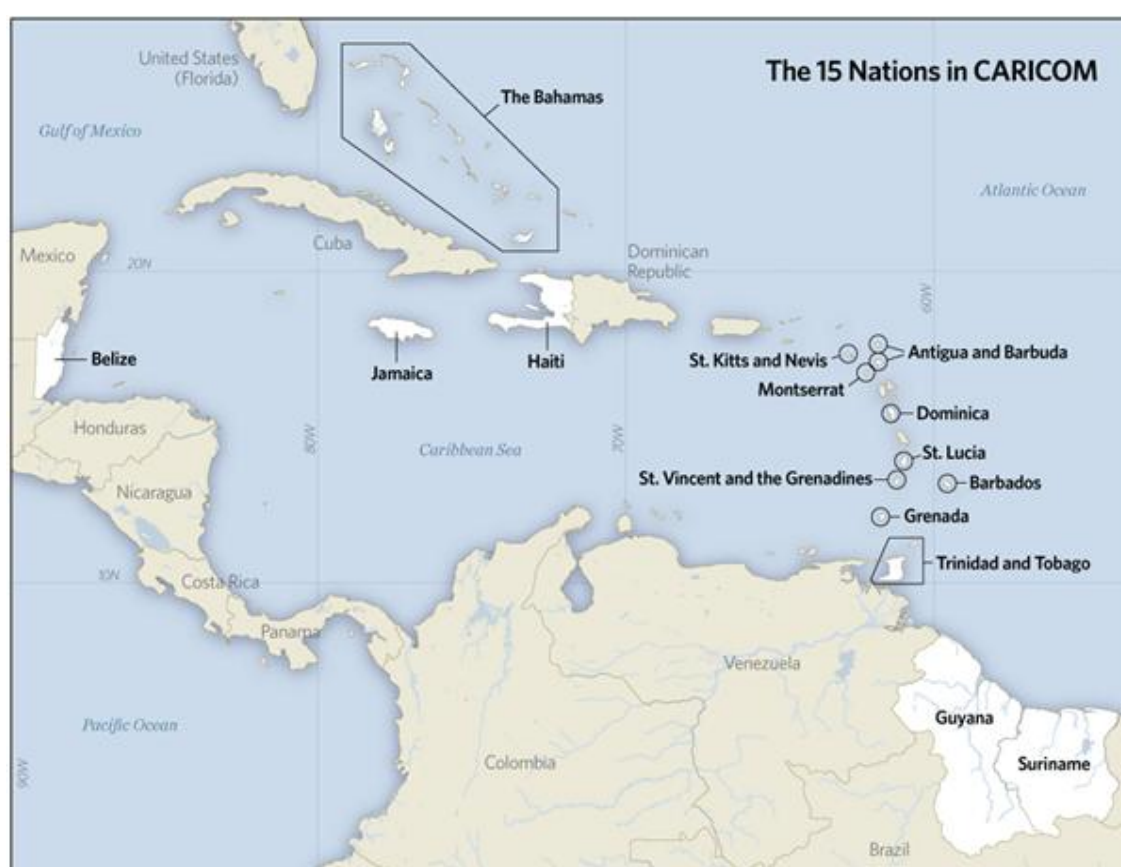 The 15 Nations in CARICOM
United States
(Florida)
The Bahamas
Gulf of Mexico
Atlantic Ocean
Cuba
Mexico
20N
Dominican
Republic
60W
Belize
Jamaica
Haiti
St. Kitts and Nevis
Antigua and Barbuda
Montserrat
Dominica
Honduras
80W
Caribbean Sea
70W
St. Lucia
St. Vincent and the Grenadines
Barbados
Nicaragua
Grenada
Trinidad and Tobago
10N
Costa Rica
Panama
Venezuela
Pacific Ocean
Guyana
Colombia
Suriname
90W
Brazil